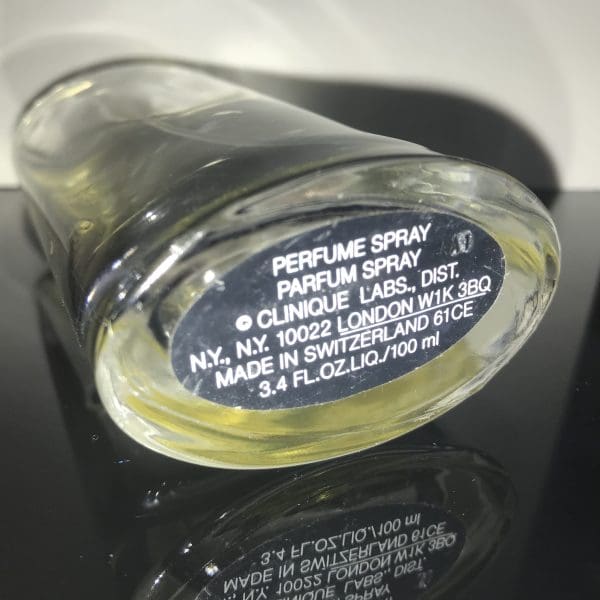 PERFUME SPRAY
PARFUM SPRAY
© CLINIQUE LABS., DIST.
N.Y., N.Y. 10022 LONDON W1K 3BQ
MADE IN SWITZERLAND 61CE
3.4 FL.OZ.LIQ./100 ml